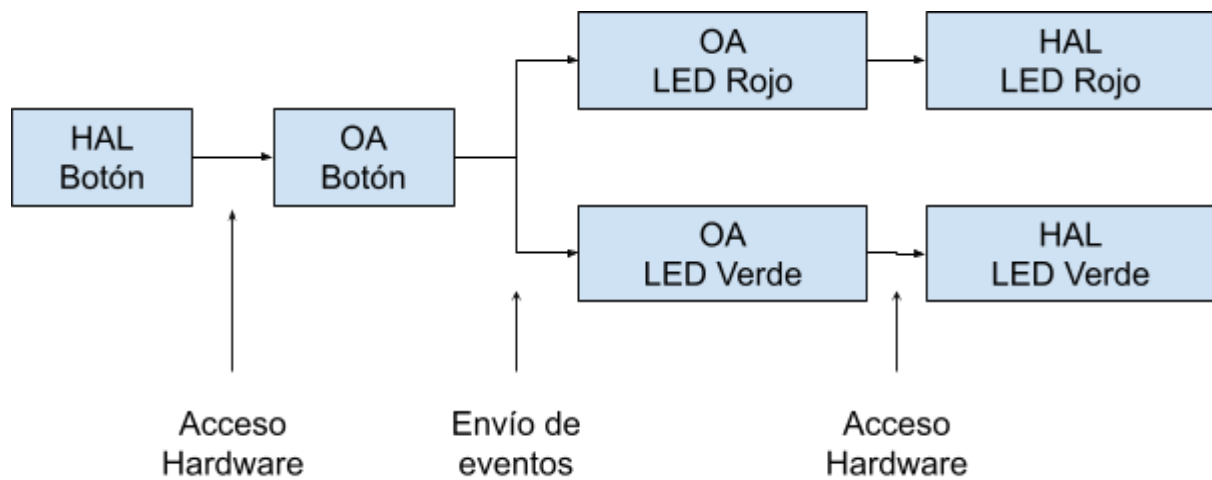 OA
LED Rojo
HAL
LED Rojo
HAL
Botón
OA
Botón
OA
LED Verde
HAL
LED Verde
Acceso
Hardware
Envío de
eventos
Acceso
Hardware